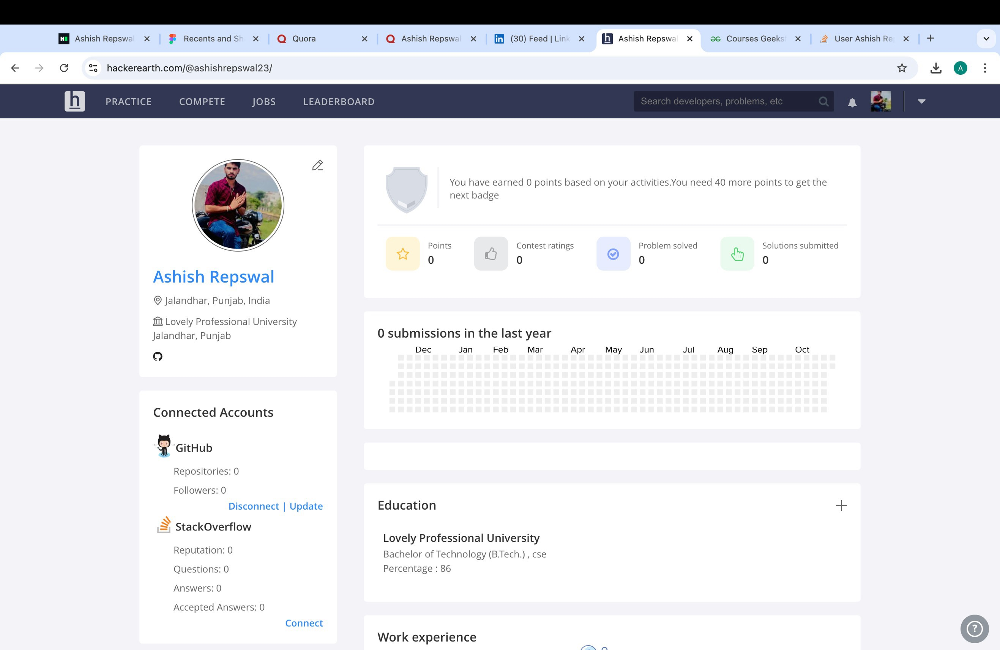 Ashish Repswal
Recents and Sh
Quora
Ashish Repswal
(30) Feed | Link
Ashish Repswal
Courses Geeks
User Ashish Re
hackerearth.com/@ashishrepswal23/
A
h PRACTICE COMPETE JOBS LEADERBOARD
Search developers, problems, etc
Ashish Repswal
Jalandhar, Punjab, India
Lovely Professional University
Jalandhar, Punjab
Connected Accounts
GitHub
Repositories: 0
Followers: 0
Disconnect | Update
StackOverflow
Reputation: 0
Questions: 0
Answers: 0
Accepted Answers: 0
Connect
You have earned 0 points based on your activities.You need 40 more points to get the
next badge
Points
0
Contest ratings
0
Problem solved
0
Solutions submitted
0
0 submissions in the last year
Dec Jan Feb Mar Apr May Jun Jul Aug Sep Oct
Education
Lovely Professional University
Bachelor of Technology (B.Tech.) , cse
Percentage : 86
Work experience